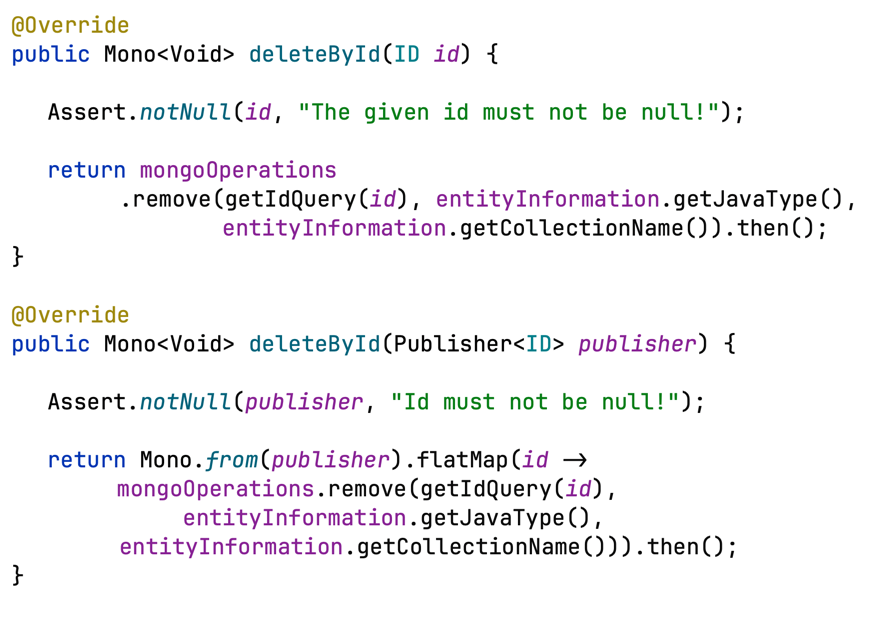 @Override
public Mono<Void> deleteById(ID id) {
Assert.notNull(id, "The given id must not be null!");
return mongoOperations
.remove(getIdQuery(id), entityInformation.getJavaType(),
entityInformation.getCollectionName()).then();
}
@Override
public Mono<Void> deleteById(Publisher<ID> publisher) {
Assert.notNull(publisher, "Id must not be null!");
return Mono.from(publisher).flatMap(id ->
mongoOperations.remove(getIdQuery(id),
entityInformation.getJavaType(),
entityInformation.getCollectionName())).then();
}